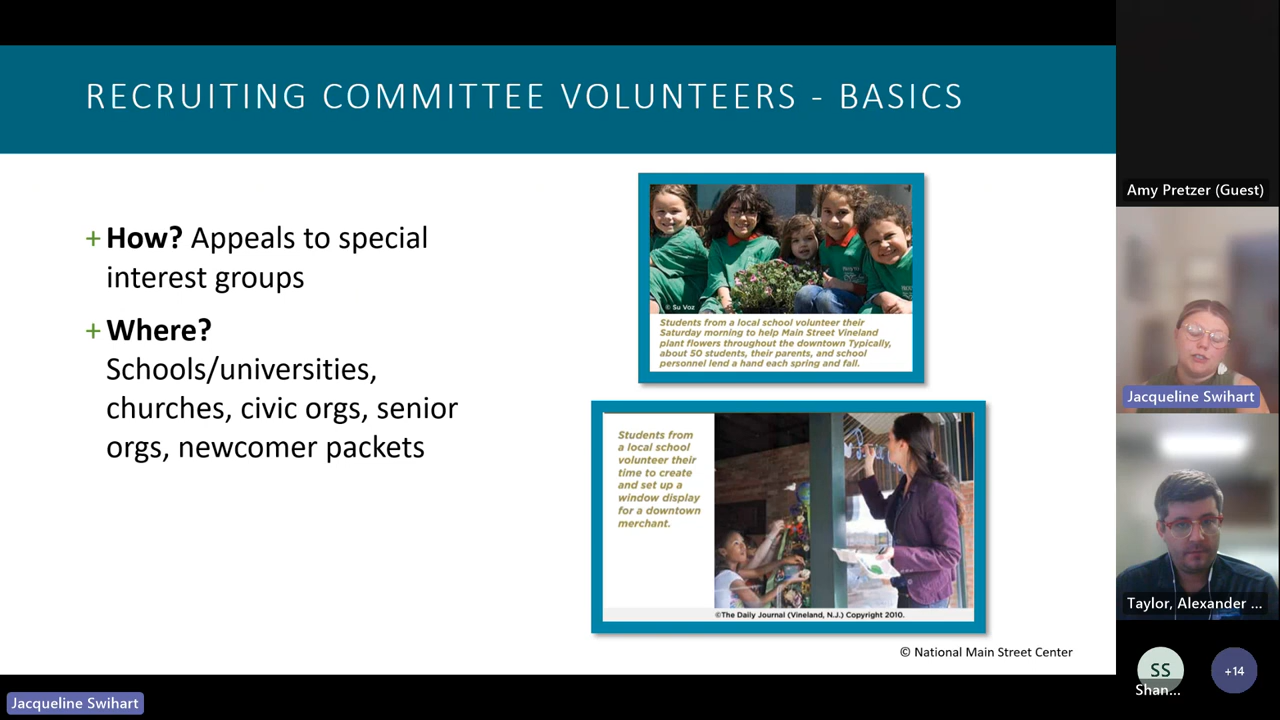 RECRUITING COMMITTEE VOLUNTEERS - BASICS
+ How? Appeals to special
interest groups
+ Where?
Schools/universities,
churches, civic orgs, senior
orgs, newcomer packets
© Su Voz
Students from a local school volunteer their
Saturday morning to help Main Street Vineland
plant flowers throughout the downtown Typically,
about 50 students, their parents, and school
personnel lend a hand each spring and fall.
Students from
a local school
volunteer their
time to create
and set up a
window display
for a downtown
merchant.
©The Daily Journal (Vineland, N.J.) Copyright 2010.
© National Main Street Center
Jacqueline Swihart
Amy Pretzer (Guest)
Jacqueline Swihart
Taylor, Alexander ...
SS
Shan...
+14